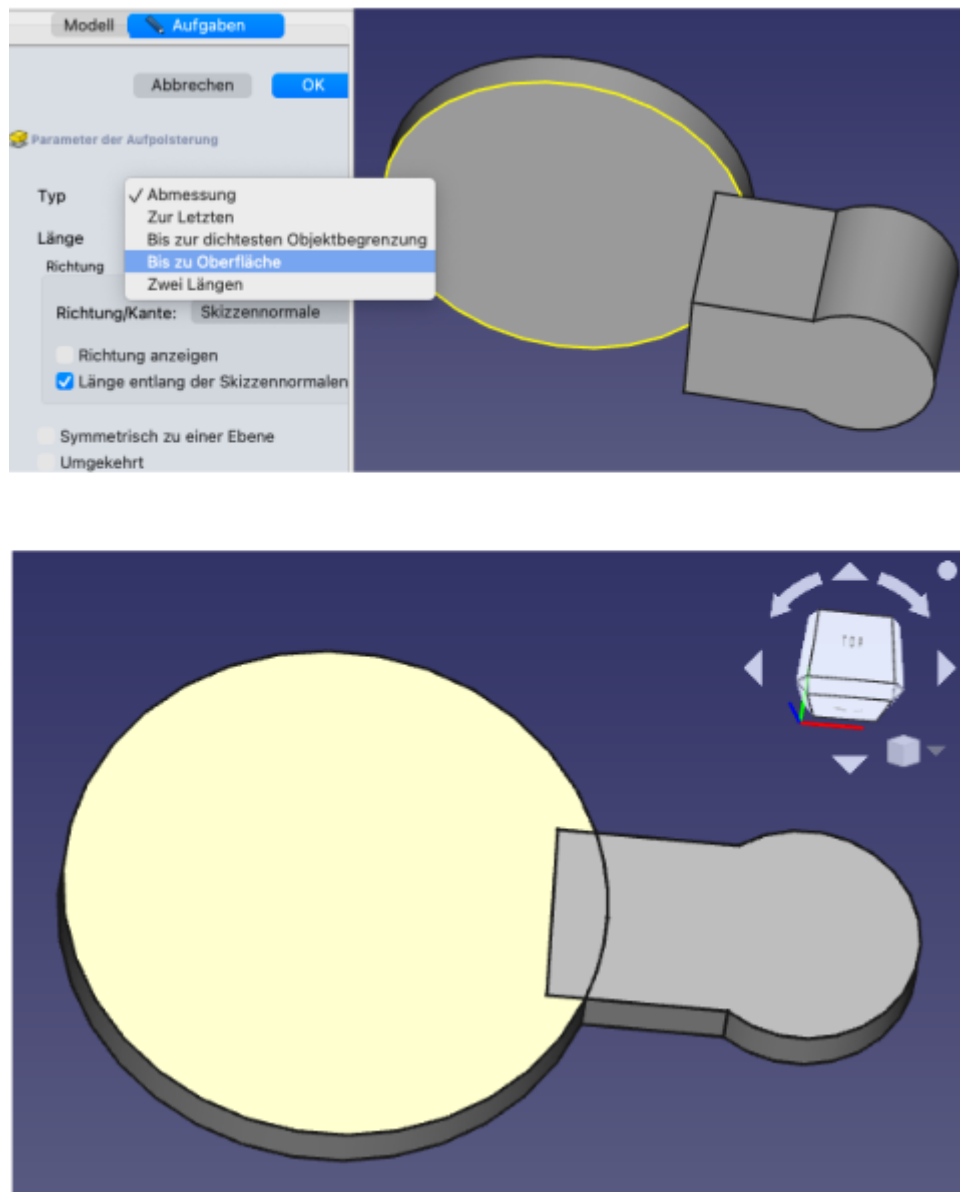 Modell Aufgaben
Abbrechen OK
Parameter der Aufpolsterung
Typ ✓ Abmessung
Zur Letzten
Länge Bis zur dichtesten Objektbegrenzung
Richtung Bis zu Oberfläche
Zwei Längen
Richtung/Kante: Skizzennormale
Richtung anzeigen
Länge entlang der Skizzennormalen
Symmetrisch zu einer Ebene
Umgekehrt
TOP